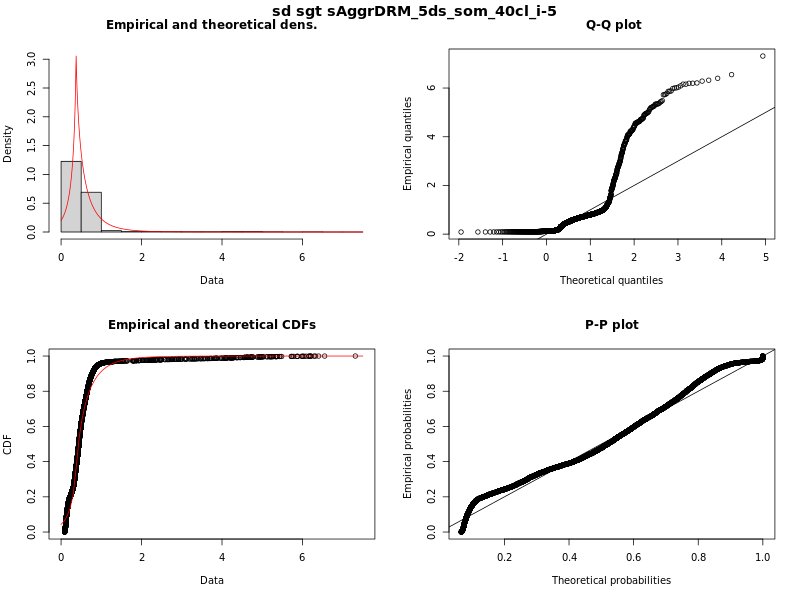 sd sgt sAggrDRM_5ds_som_40cl_i-5
Empirical and theoretical dens.
Density
0.0 0.5 1.0 1.5 2.0 2.5 3.0
0 2 4 6
Data
Q-Q plot
Empirical quantiles
0 2 4 6
-2 -1 0 1 2 3 4 5
Theoretical quantiles
Empirical and theoretical CDFs
CDF
0.0 0.2 0.4 0.6 0.8 1.0
0 2 4 6
Data
P-P plot
Empirical probabilities
0.0 0.2 0.4 0.6 0.8 1.0
0.2 0.4 0.6 0.8 1.0
Theoretical probabilities